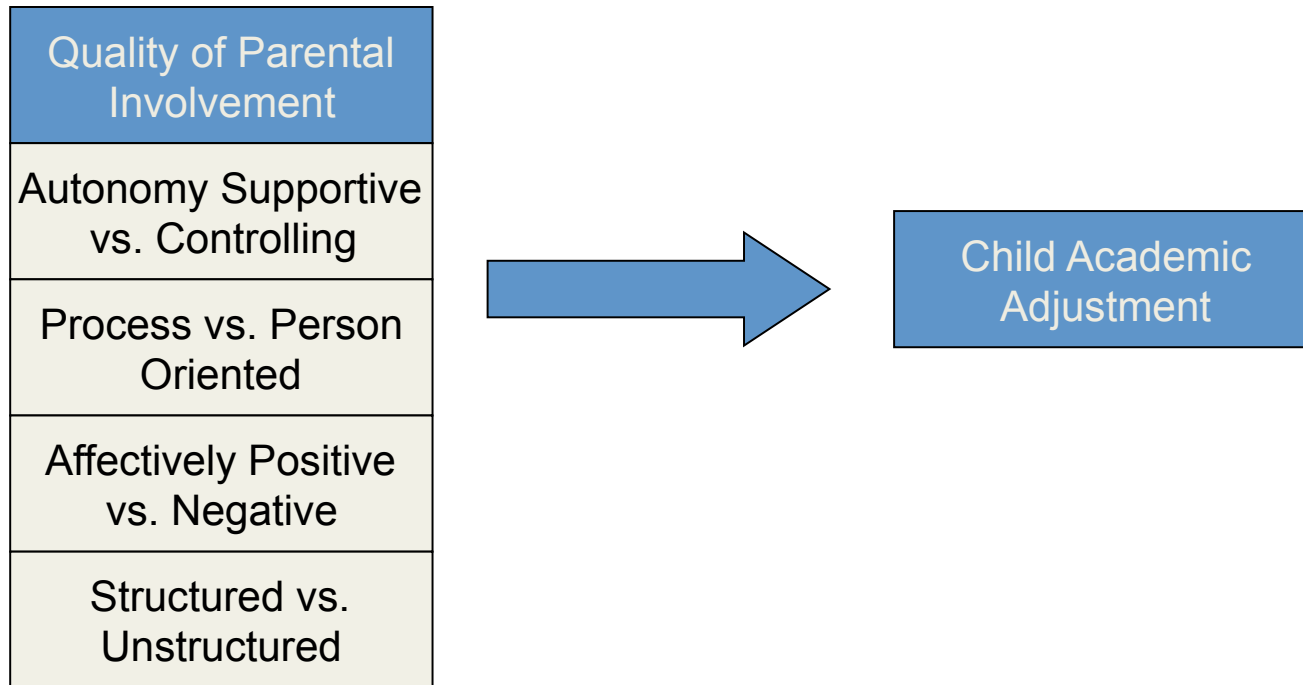 Quality of Parental
Involvement
Autonomy Supportive
vs. Controlling
Process vs. Person
Oriented
Affectively Positive
vs. Negative
Structured vs.
Unstructured
Child Academic
Adjustment